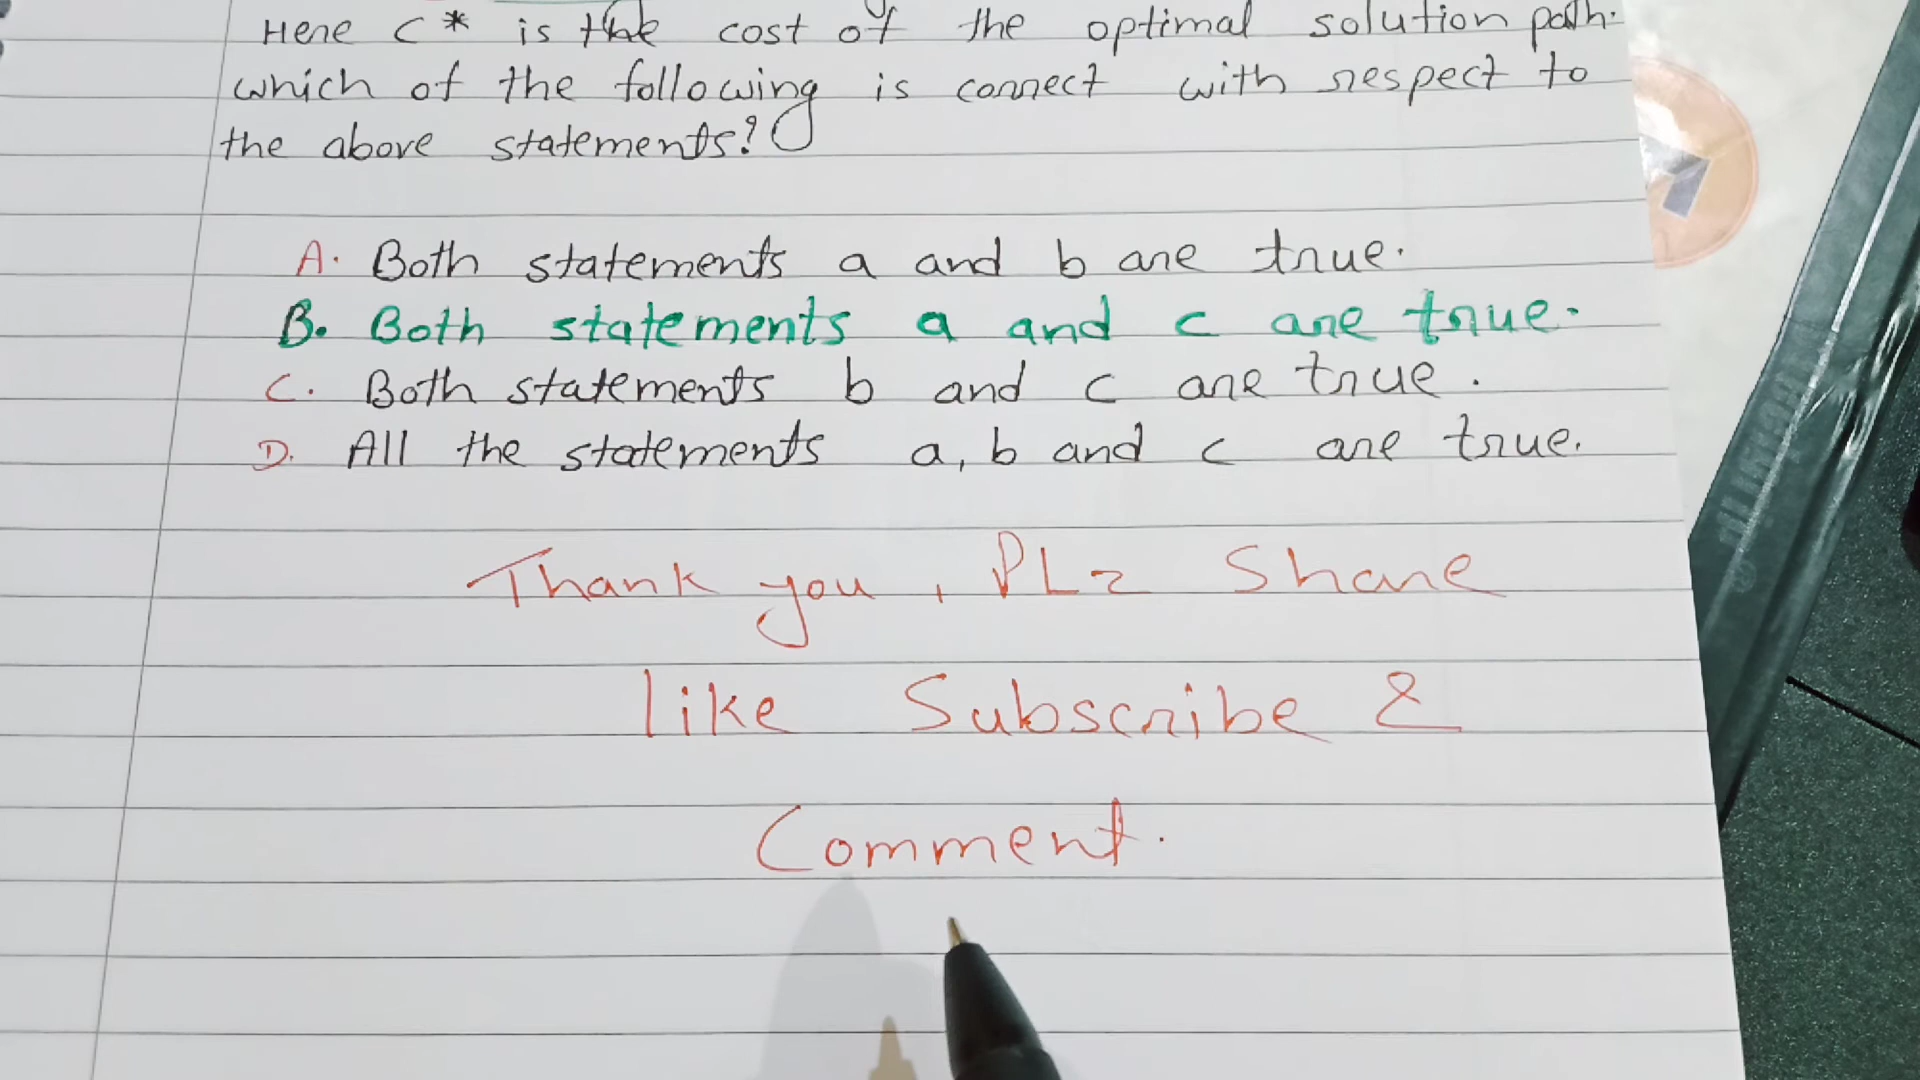 Here C* is the cost of the optimal solution path.
which of the following is correct with respect to
the above statements?
A. Both statements a and b are true.
B. Both statements a and c are true.
C. Both statements b and c are true.
D. All the statements a, b and c are true.
Thank you, PLz Share
like Subscribe &
Comment.